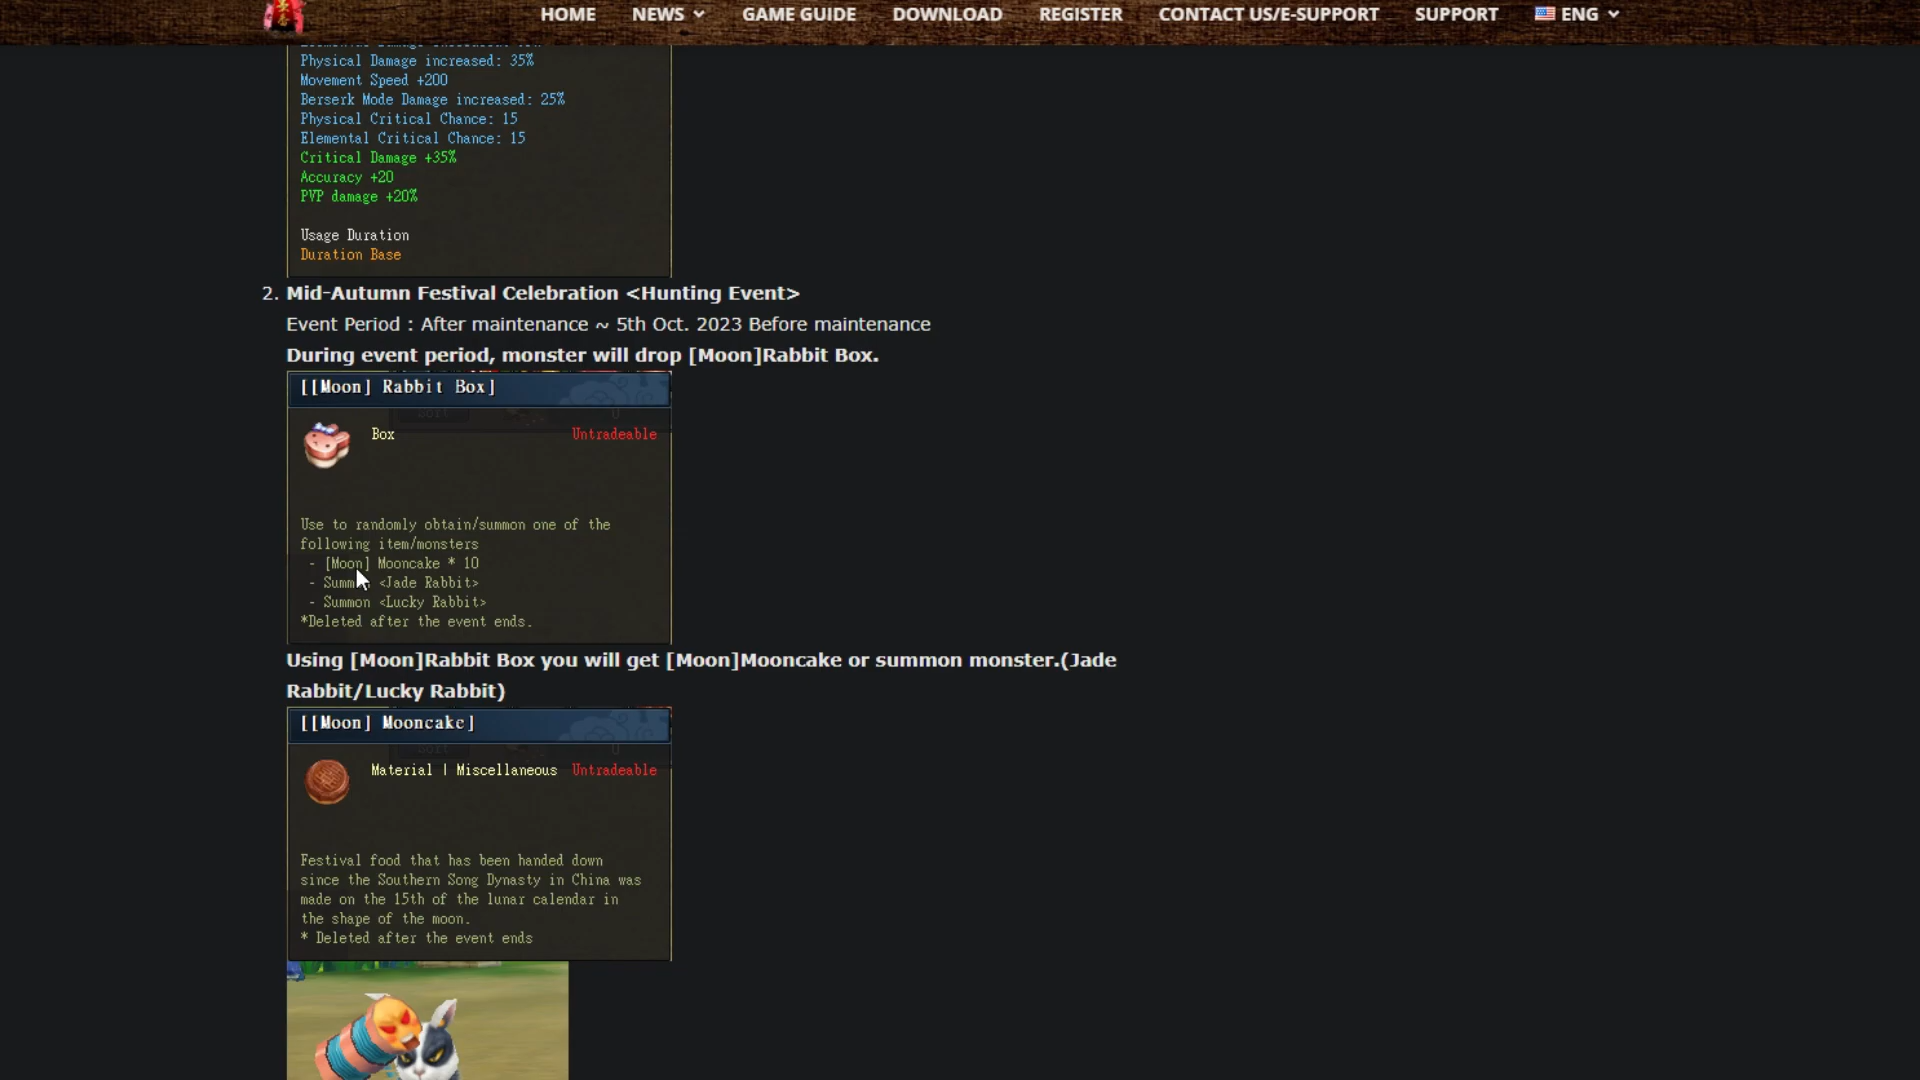 HOME NEWS GAME GUIDE DOWNLOAD REGISTER CONTACT US/E-SUPPORT SUPPORT ENG
Physical Damage increased: 35%
Movement Speed +200
Berserk Mode Damage increased: 25%
Physical Critical Chance: 15
Elemental Critical Chance: 15
Critical Damage +35%
Accuracy +20
PVP damage +20%
Usage Duration
Duration Base
2. Mid-Autumn Festival Celebration <Hunting Event>
Event Period : After maintenance ~ 5th Oct. 2023 Before maintenance
During event period, monster will drop [Moon]Rabbit Box.
[[Moon] Rabbit Box]
Box Untradeable
Use to randomly obtain/summon one of the
following item/monsters
- [Moon] Mooncake * 10
- Summon <Jade Rabbit>
- Summon <Lucky Rabbit>
*Deleted after the event ends.
Using [Moon]Rabbit Box you will get [Moon]Mooncake or summon monster.(Jade
Rabbit/Lucky Rabbit)
[[Moon] Mooncake]
Material | Miscellaneous Untradeable
Festival food that has been handed down
since the Southern Song Dynasty in China was
made on the 15th of the lunar calendar in
the shape of the moon.
* Deleted after the event ends